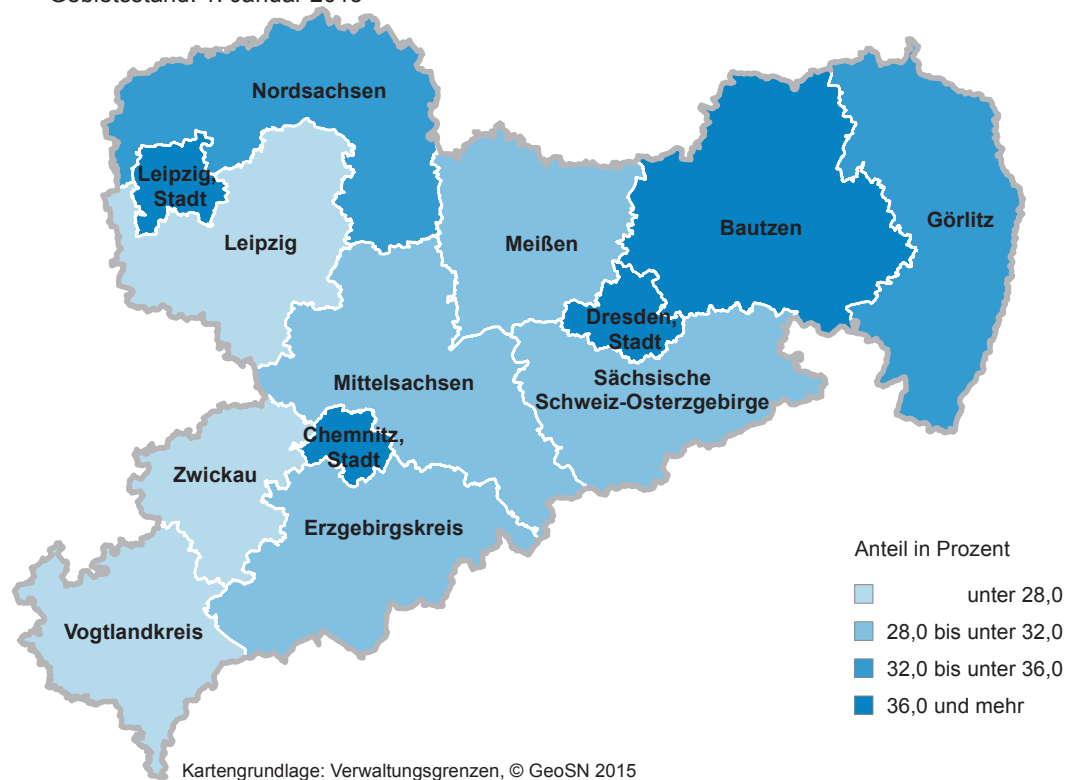 Nordsachsen
Leipzig,
Stadt
Leipzig
Meißen
Bautzen
Görlitz
Dresden,
Stadt
Mittelsachsen
Sächsische
Schweiz-Osterzgebirge
Chemnitz,
Stadt
Zwickau
Erzgebirgskreis
Vogtlandkreis
Anteil in Prozent
unter 28,0
28,0 bis unter 32,0
32,0 bis unter 36,0
36,0 und mehr
Kartengrundlage: Verwaltungsgrenzen, © GeoSN 2015